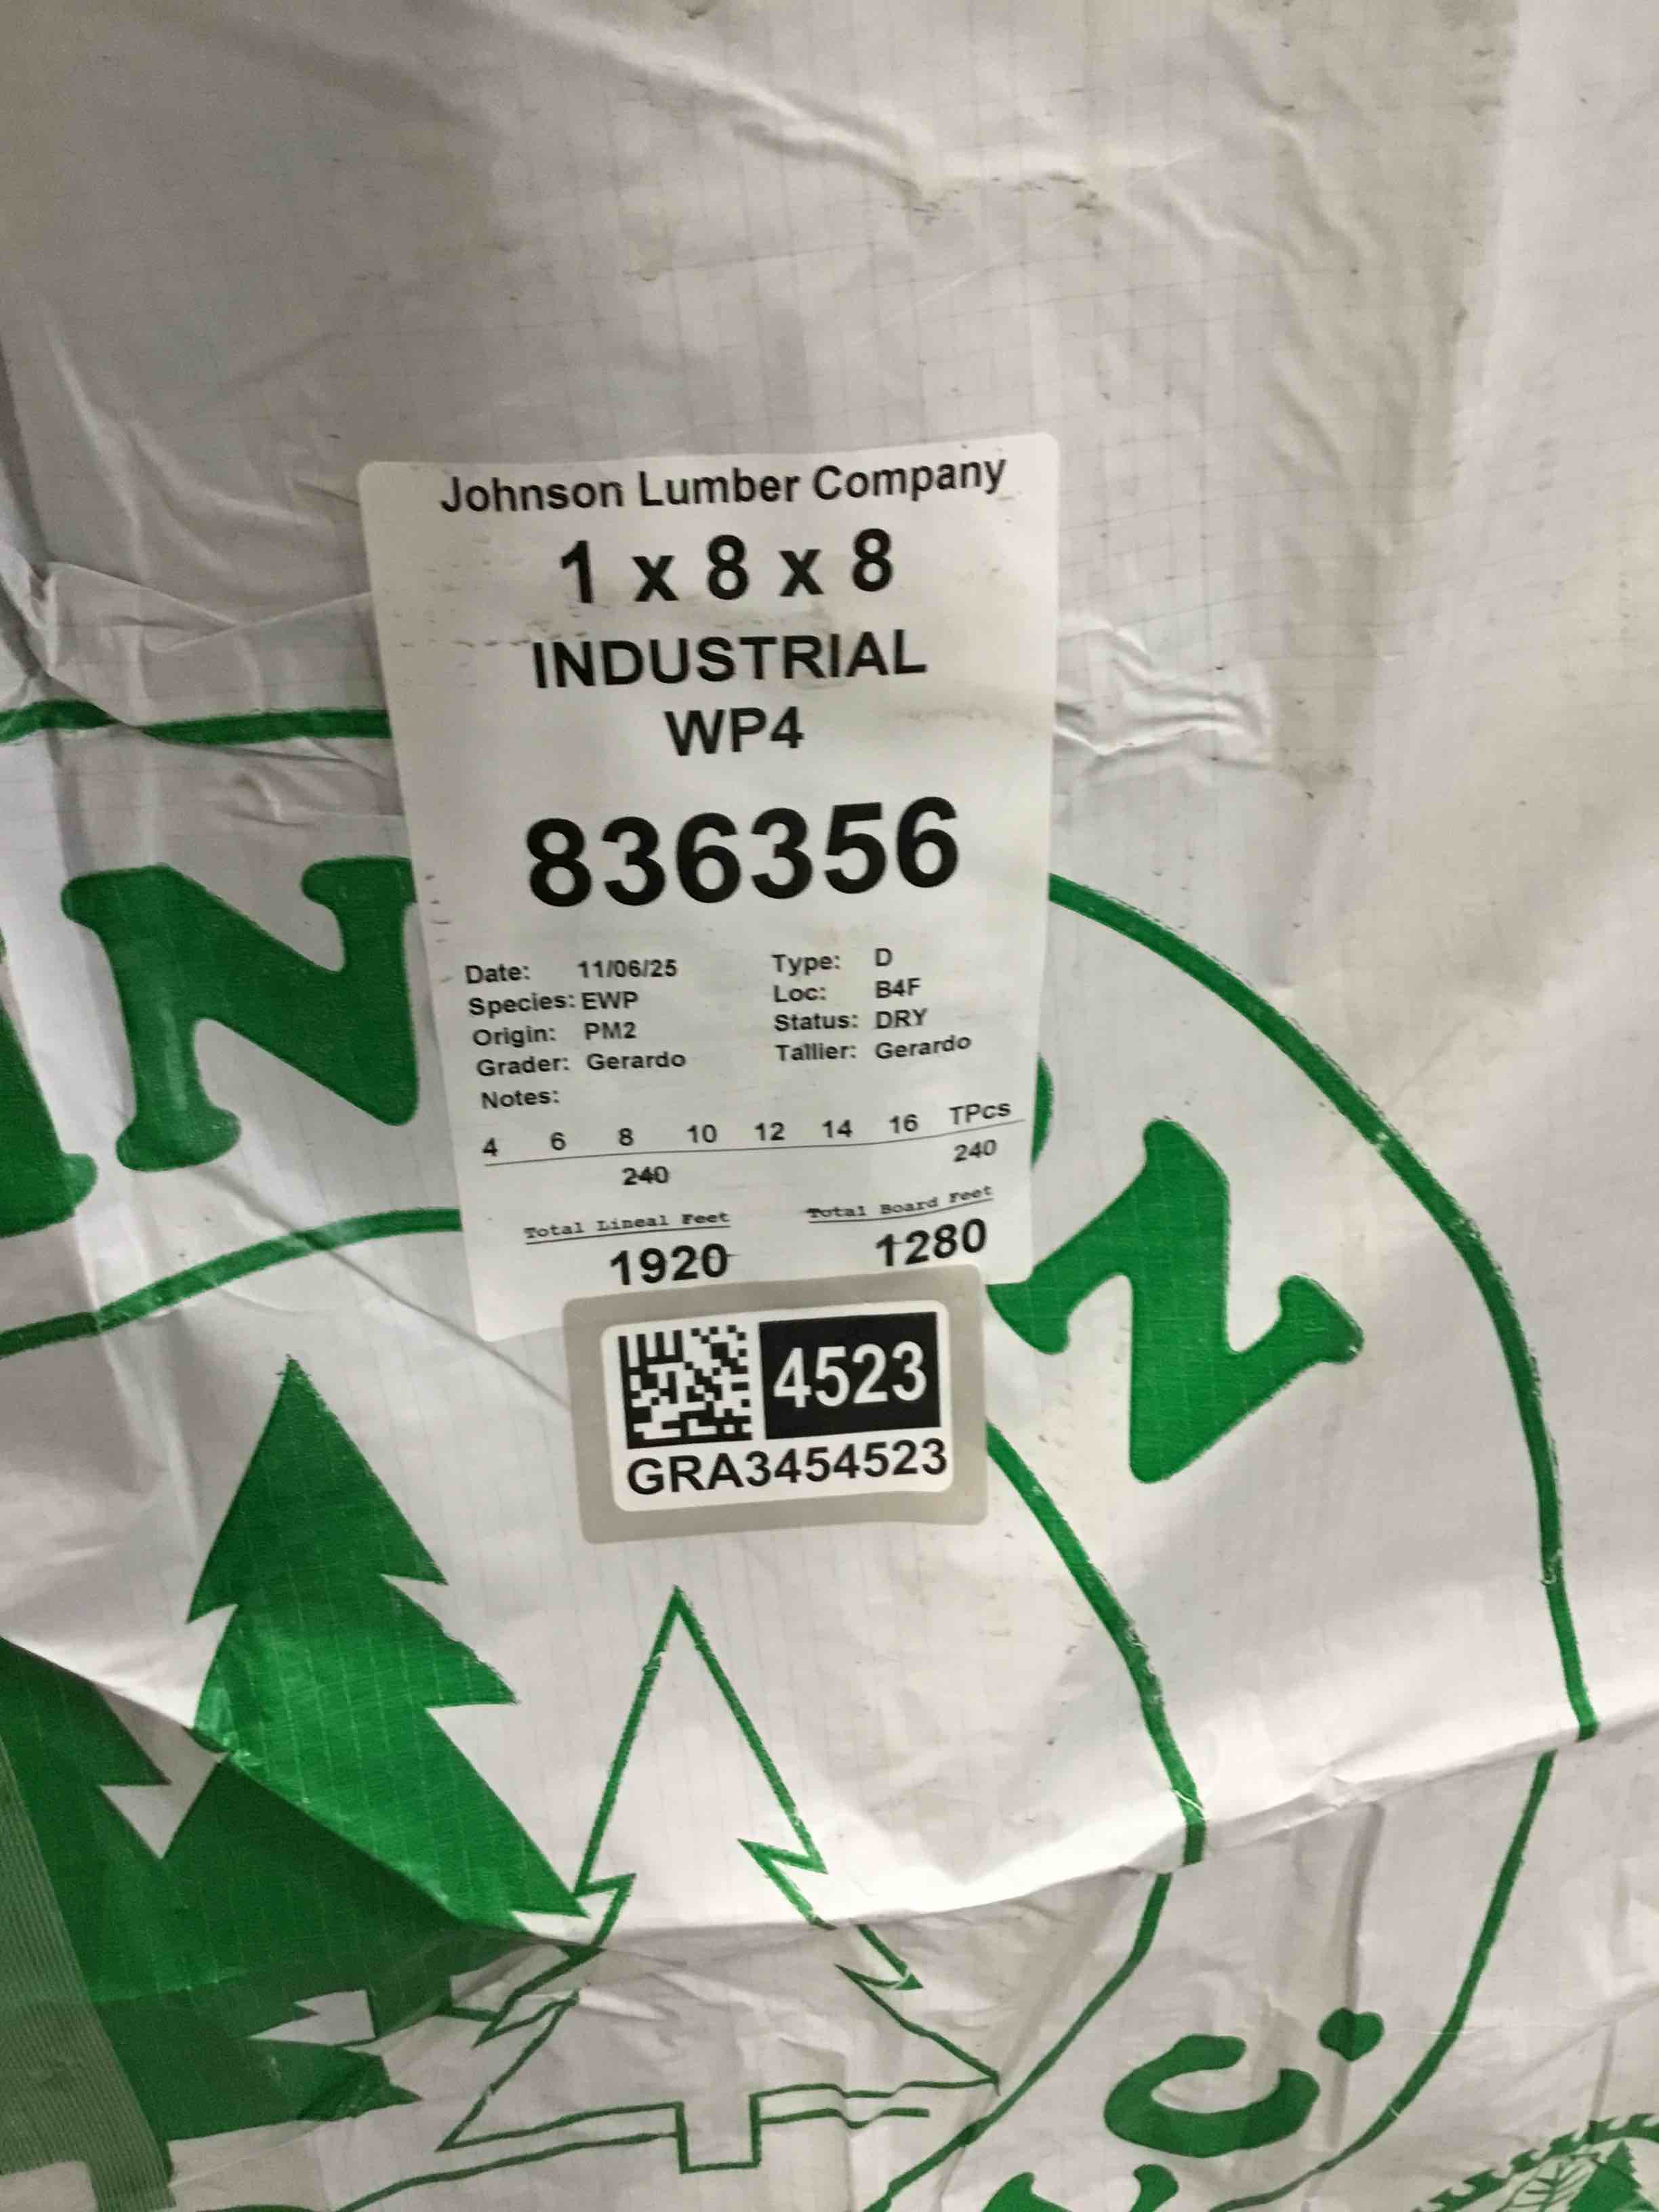 Johnson Lumber Company
1 x 8 x 8
INDUSTRIAL
WP4
836356
Date: 11/06/25 Type: D
Species: EWP Loc: B4F
Origin: PM2 Status: DRY
Grader: Gerardo Tallier: Gerardo
Notes:
4 6 8 10 12 14 16 TPcs
240 240
Total Lineal Feet Total Board Feet
1920 1280
4523
GRA3454523